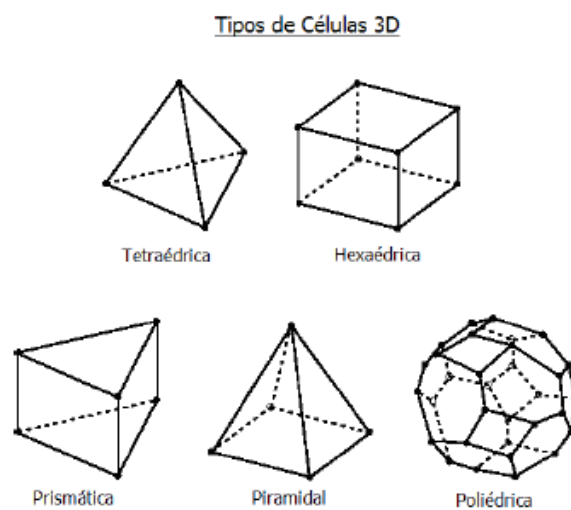 Tipos de Células 3D
Tetraédrica
Hexaédrica
Prismática
Piramidal
Poliédrica